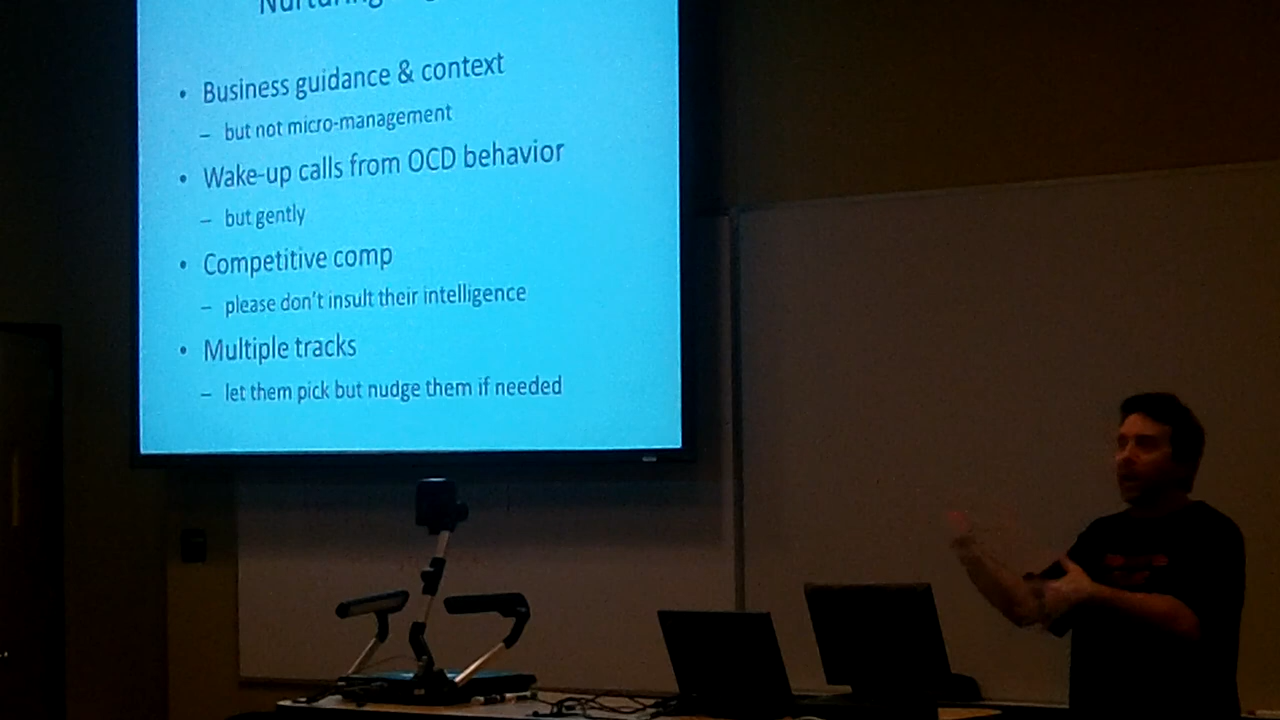 Nurturing
• Business guidance & context
– but not micro-management
• Wake-up calls from OCD behavior
– but gently
• Competitive comp
– please don't insult their intelligence
• Multiple tracks
– let them pick but nudge them if needed